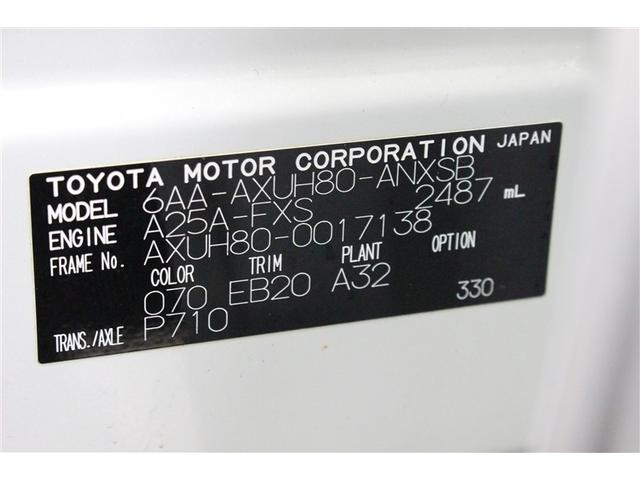 TOYOTA MOTOR CORPORATION JAPAN
MODEL 6AA-AXUH80-ANXSB
ENGINE A25A-FXS 2487 mL
FRAME No. AXUH80-0017138
COLOR TRIM PLANT OPTION
070 EB20 A32 330
TRANS./AXLE P710